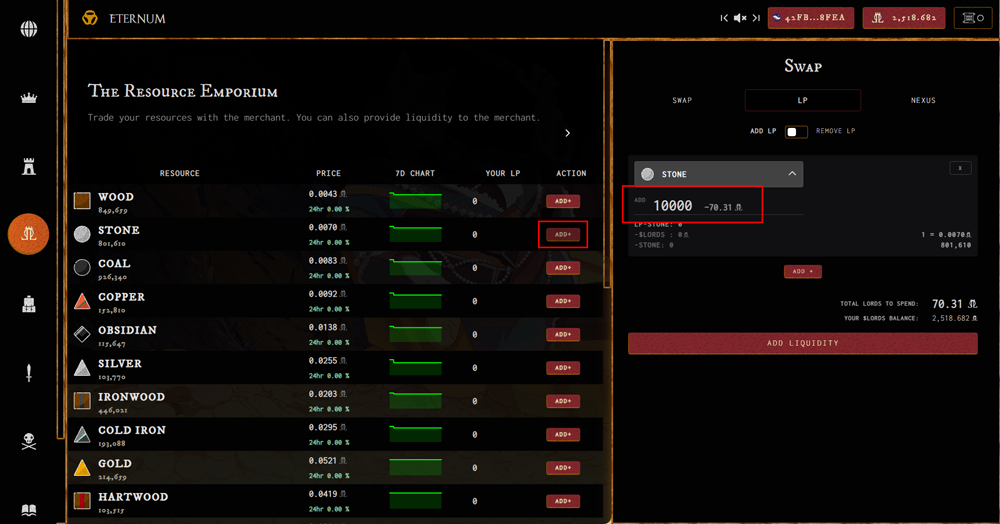 ETERNUM
42FB...8FEA
2,518.682
The Resource Emporium
Trade your resources with the merchant. You can also provide liquidity to the merchant.
RESOURCE PRICE 7D CHART YOUR LP ACTION
WOOD 0.0043 0 ADD+
849,659 24hr 0.00 %
STONE 0.0070 0 ADD+
801,610 24hr 0.00 %
COAL 0.0083 0 ADD+
926,340 24hr 0.00 %
COPPER 0.0092 0 ADD+
152,810 24hr 0.00 %
OBSIDIAN 0.0138 0 ADD+
115,647 24hr 0.00 %
SILVER 0.0255 0 ADD+
103,770 24hr 0.00 %
IRONWOOD 0.0203 0 ADD+
446,021 24hr 0.00 %
COLD IRON 0.0295 0 ADD+
193,088 24hr 0.00 %
GOLD 0.0521 0 ADD+
214,659 24hr 0.00 %
HARTWOOD 0.0419 0 ADD+
103,515 24hr 0.00 %
Swap
SWAP LP NEXUS
ADD LP REMOVE LP
STONE x
ADD 10000 ~70.31
LP-STONE: 0
-$LORDS : 0 1 = 0.0070
-STONE: 0 801,610
ADD +
TOTAL LORDS TO SPEND: 70.31
YOUR $LORDS BALANCE: 2,518.682
ADD LIQUIDITY